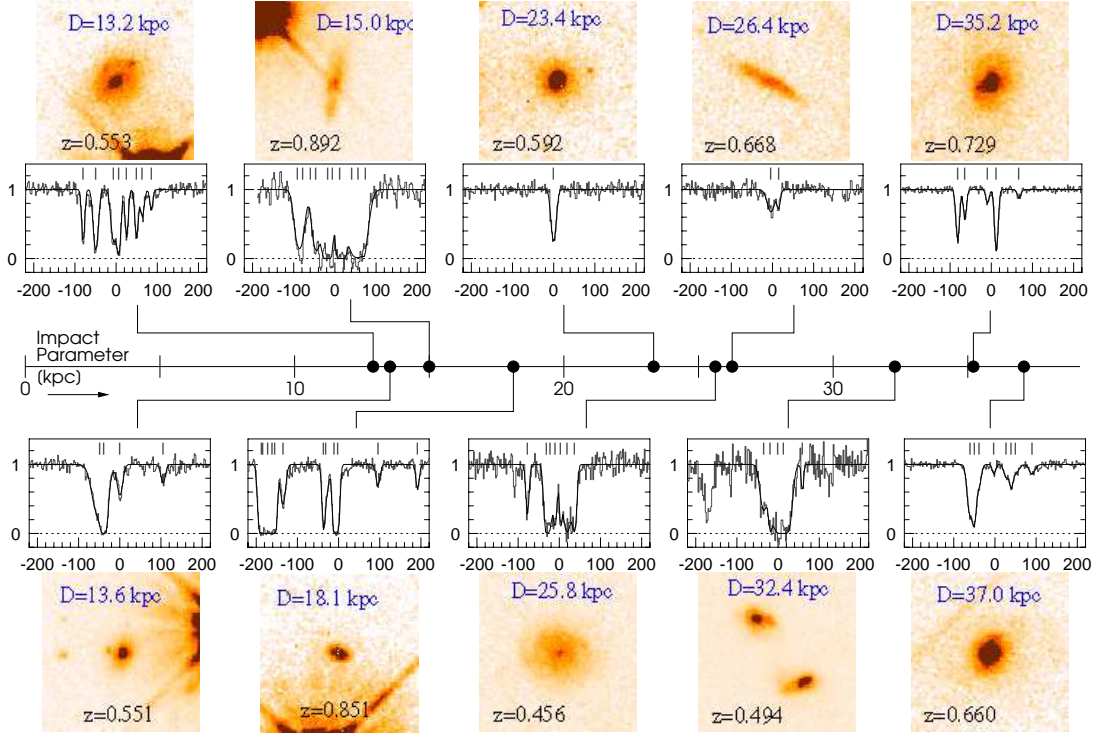 D=13.2 kpc
D=15.0 kpc
D=23.4 kpc
D=26.4 kpc
D=35.2 kpc
z=0.553
z=0.892
z=0.592
z=0.668
z=0.729
1 1 1 1 1
0 0 0 0 0
-200 -100 0 100 200
-200 -100 0 100 200
-200 -100 0 100 200
-200 -100 0 100 200
-200 -100 0 100 200
Impact
Parameter
(kpc)
0 10 20 30
1 1 1 1 1
0 0 0 0 0
-200 -100 0 100 200
-200 -100 0 100 200
-200 -100 0 100 200
-200 -100 0 100 200
-200 -100 0 100 200
D=13.6 kpc
D=18.1 kpc
D=25.8 kpc
D=32.4 kpc
D=37.0 kpc
z=0.551
z=0.851
z=0.456
z=0.494
z=0.660